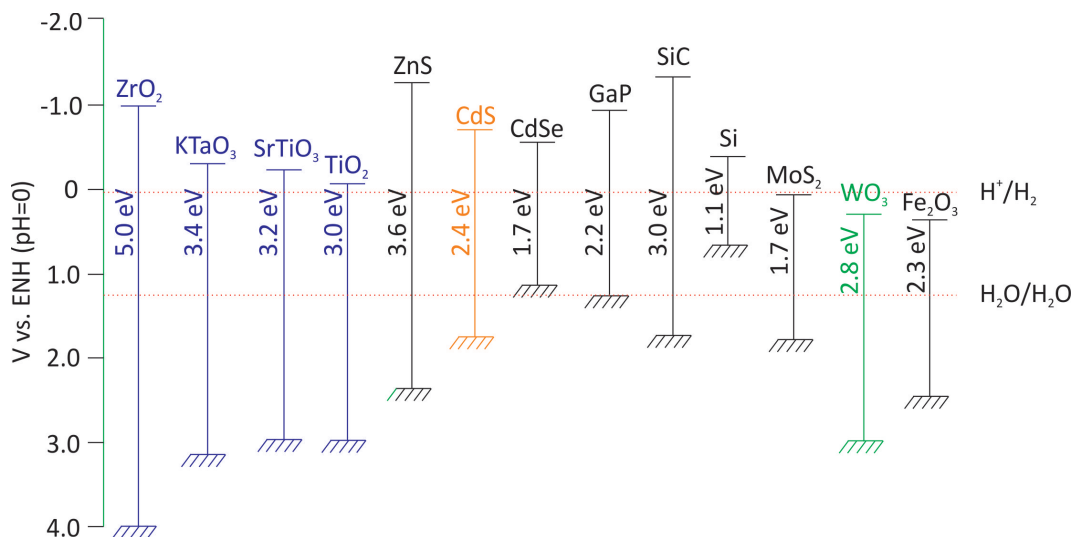 V vs. ENH (pH=0)
-2.0
-1.0
0
1.0
2.0
3.0
4.0
ZrO₂
5.0 eV
KTaO₃
3.4 eV
SrTiO₃
3.2 eV
TiO₂
3.0 eV
ZnS
3.6 eV
CdS
2.4 eV
CdSe
1.7 eV
GaP
2.2 eV
SiC
3.0 eV
Si
1.1 eV
MoS₂
1.7 eV
WO₃
2.8 eV
Fe₂O₃
2.3 eV
H⁺/H₂
H₂O/H₂O